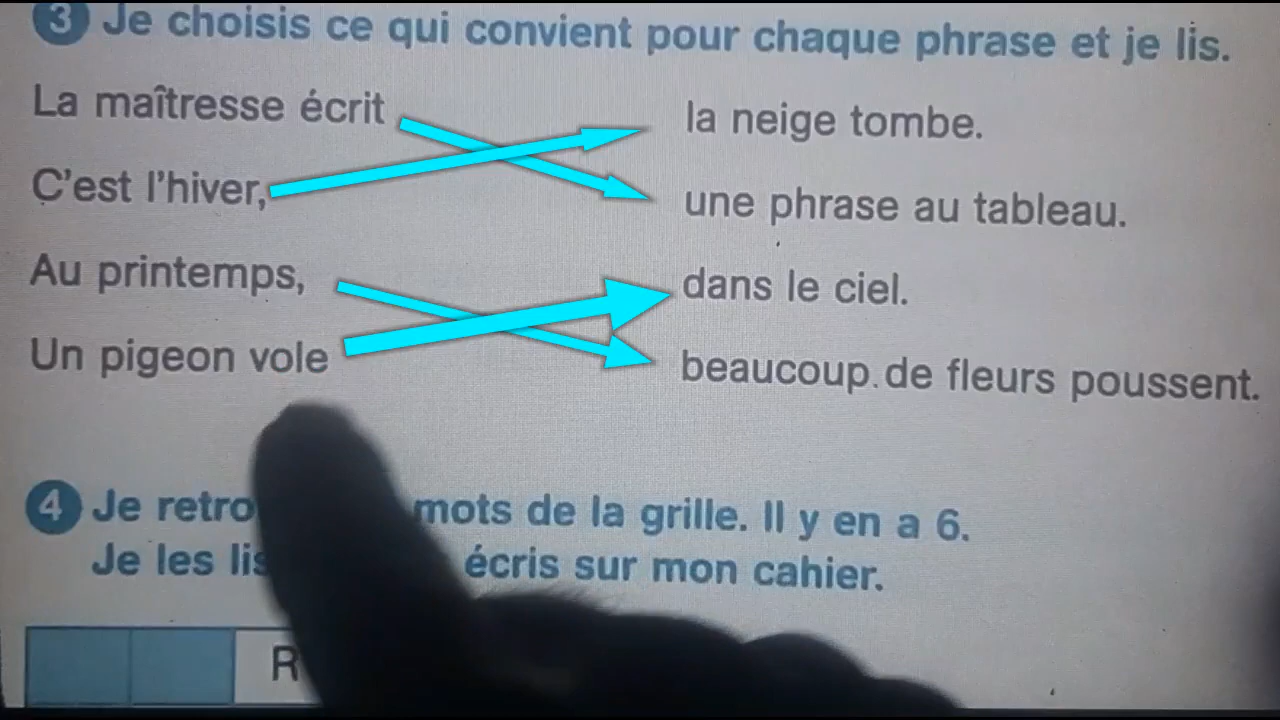 3 Je choisis ce qui convient pour chaque phrase et je lis.
La maîtresse écrit la neige tombe.
C'est l'hiver, une phrase au tableau.
Au printemps, dans le ciel.
Un pigeon vole beaucoup de fleurs poussent.
4 Je mots de la grille. Il y en a 6.
Je les écris sur mon cahier.
R